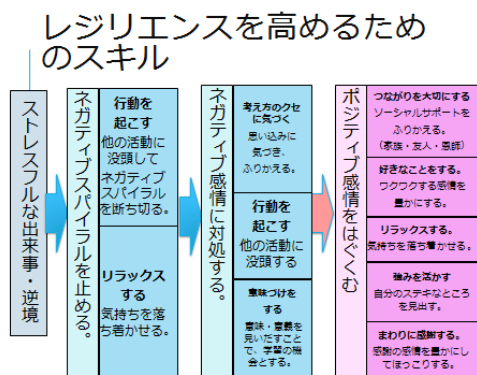 レジリエンスを高めるため
のスキル
ストレスフルな出来事・逆境
ネガティブスパイラルを止める。
行動を
起こす
他の活動に
没頭して
ネガティブ
スパイラル
を断ち切る。
リラックス
する
気持ちを落
ち着かせる。
ネガティブ感情に対処する。
考え方のクセ
に気づく
思い込みに
気づき、
ふりかえる。
行動を
起こす
他の活動に
没頭する
意味づけを
する
意味・意義を
見いだすこと
で、学習の機
会とする。
ポジティブ感情をはぐくむ
つながりを大切にする
ソーシャルサポートを
ふりかえる。
(家族・友人・恩師)
好きなことをする。
ワクワクする感情を
豊かにする。
リラックスする。
気持ちを落ち着かせる。
強みを活かす
自分のステキなところ
を見出す。
まわりに感謝する。
感謝の感情を豊かにし
てほっこりする。